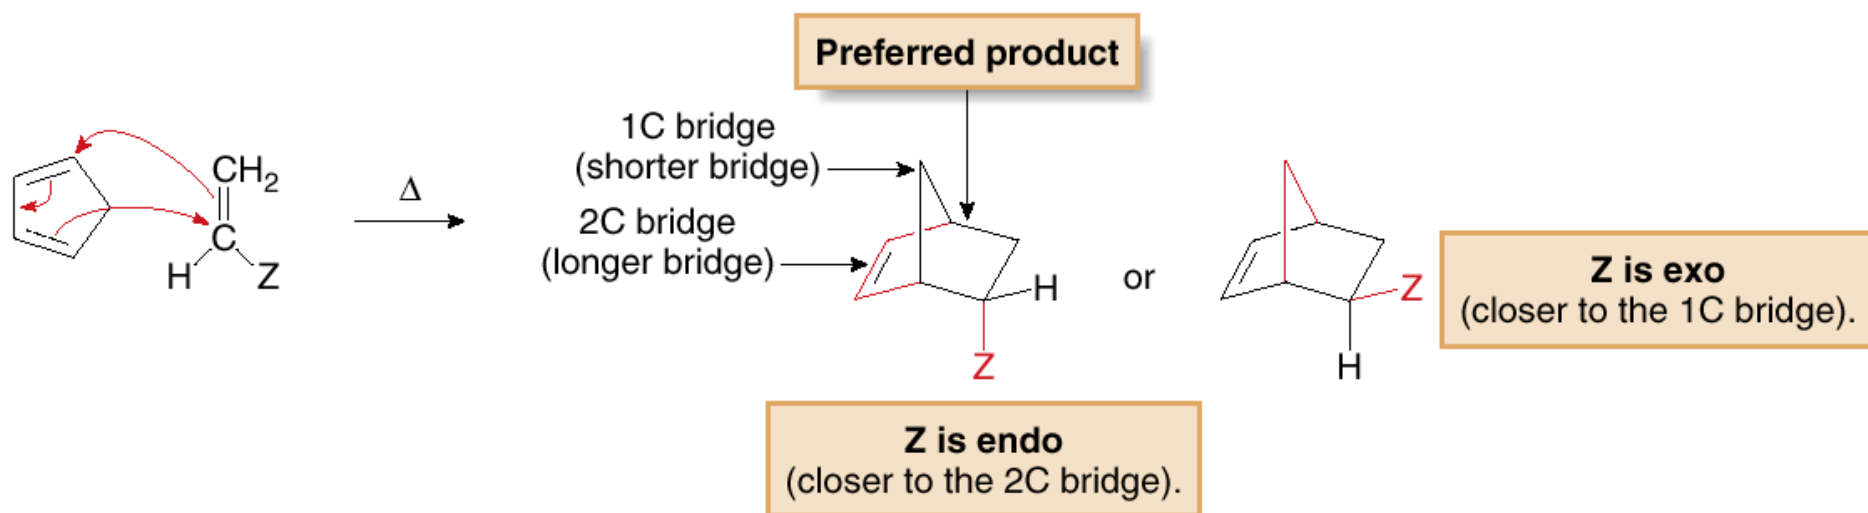 Preferred product
1C bridge
(shorter bridge)
2C bridge
(longer bridge)
CH₂
C
H
Z
Δ
H
Z
or
Z
H
Z is exo
(closer to the 1C bridge).
Z is endo
(closer to the 2C bridge).